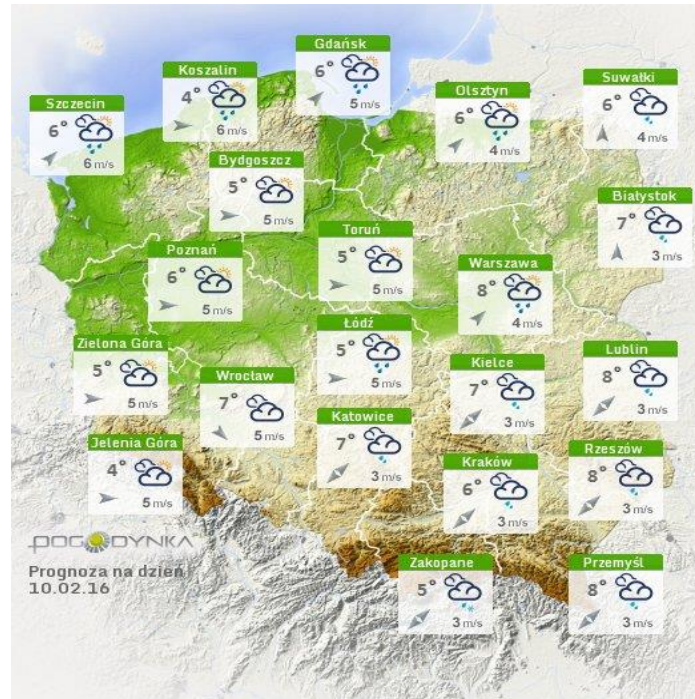 Gdańsk
6°
5 m/s
Koszalin
4°
6 m/s
Suwałki
6°
4 m/s
Olsztyn
6°
4 m/s
Szczecin
6°
6 m/s
Bydgoszcz
5°
5 m/s
Białystok
7°
3 m/s
Toruń
5°
5 m/s
Poznań
6°
5 m/s
Warszawa
8°
4 m/s
Łódź
5°
5 m/s
Zielona Góra
5°
5 m/s
Lublin
8°
3 m/s
Kielce
7°
3 m/s
Wrocław
7°
5 m/s
Katowice
7°
3 m/s
Jelenia Góra
4°
5 m/s
Rzeszów
8°
3 m/s
Kraków
6°
3 m/s
POGODYNKA
Prognoza na dzień
10.02.16
Zakopane
5°
3 m/s
Przemyśl
8°
3 m/s